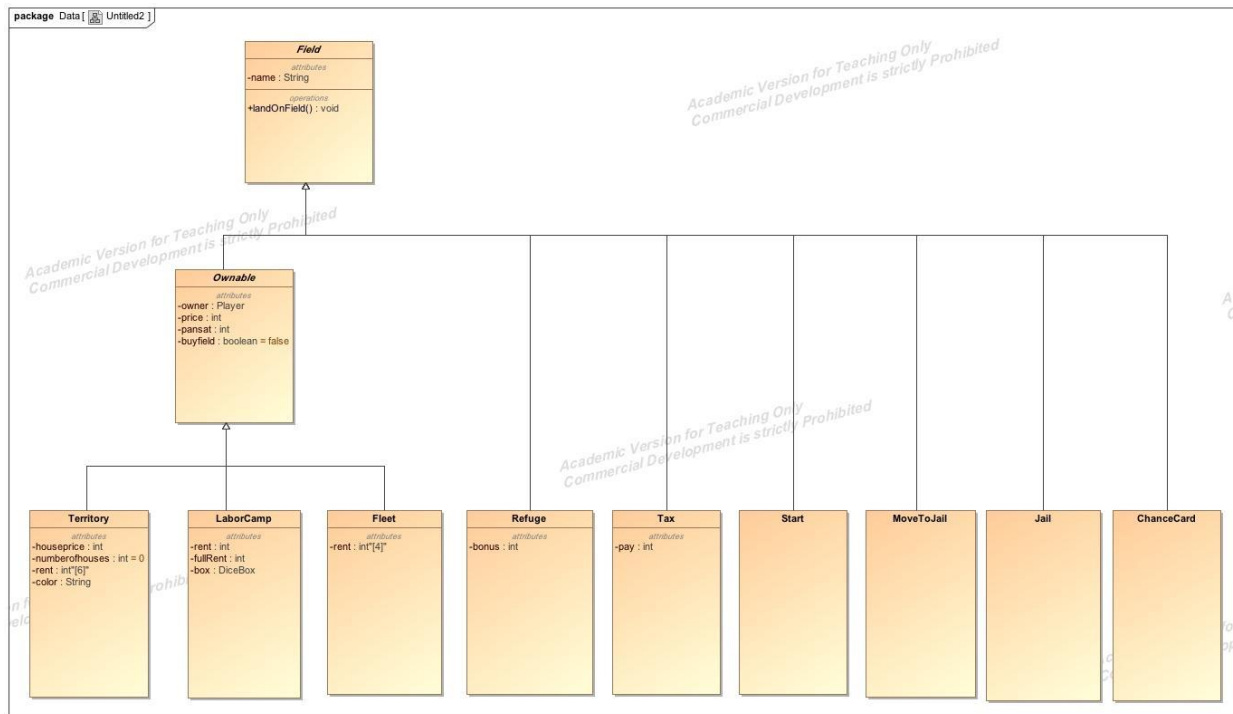 package Data [ Untitled2 ]
Field
attributes
-name : String
operations
+landOnField() : void
Academic Version for Teaching Only
Commercial Development is strictly Prohibited
Academic Version for Teaching Only
Commercial Development is strictly Prohibited
Ownable
attributes
-owner : Player
-price : int
-pansat : int
-buyfield : boolean = false
Academic Version for Teaching Only
Commercial Development is strictly Prohibited
Territory
attributes
-houseprice : int
-numberofhouses : int = 0
-rent : int"[6]"
-color : String
LaborCamp
attributes
-rent : int
-fullRent : int
-box : DiceBox
Fleet
attributes
-rent : int"[4]"
Refuge
attributes
-bonus : int
Tax
attributes
-pay : int
Start
MoveToJail
Jail
ChanceCard